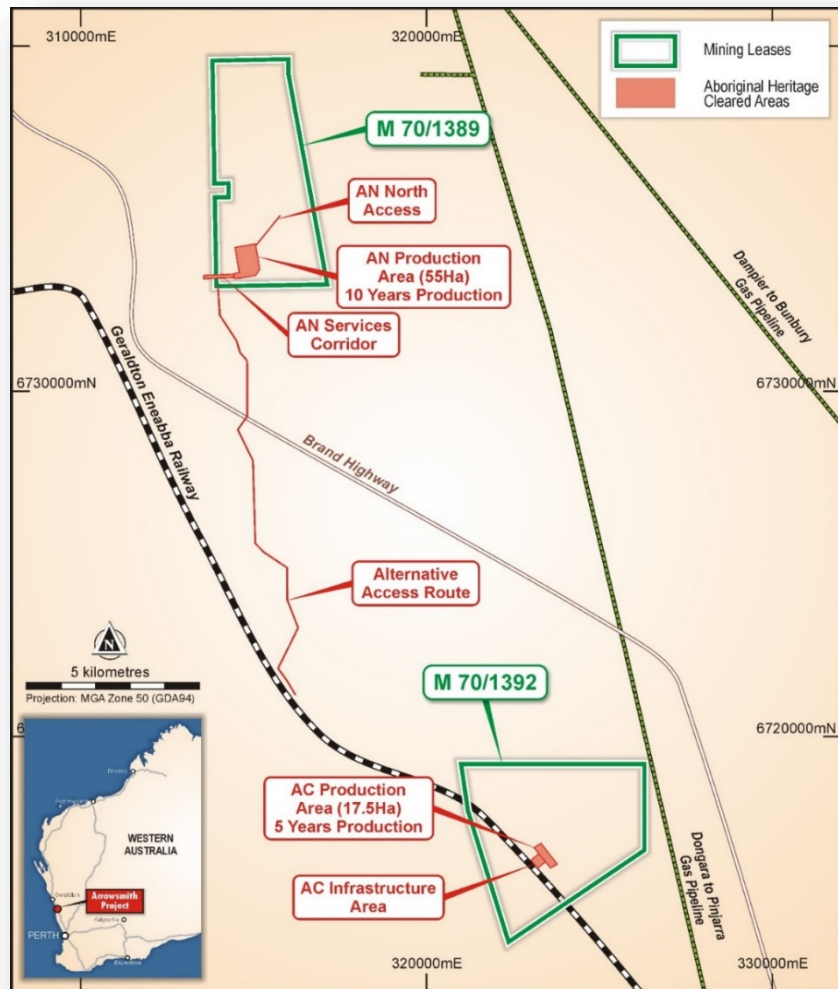 310000mE
320000mE
Mining Leases
Aboriginal Heritage
Cleared Areas
M 70/1389
AN North
Access
AN Production
Area (55Ha)
10 Years Production
AN Services
Corridor
Dampier to Bunbury
Gas Pipeline
Geraldton Eneabba Railway
6730000mN
6730000mN
Brand Highway
Alternative
Access Route
N
5 kilometres
Projection: MGA Zone 50 (GDA94)
M 70/1392
6720000mN
AC Production
Area (17.5Ha)
5 Years Production
AC Infrastructure
Area
Dongara to Pinjarra
Gas Pipeline
WESTERN
AUSTRALIA
Arrowsmith
Project
PERTH
320000mE
330000mE